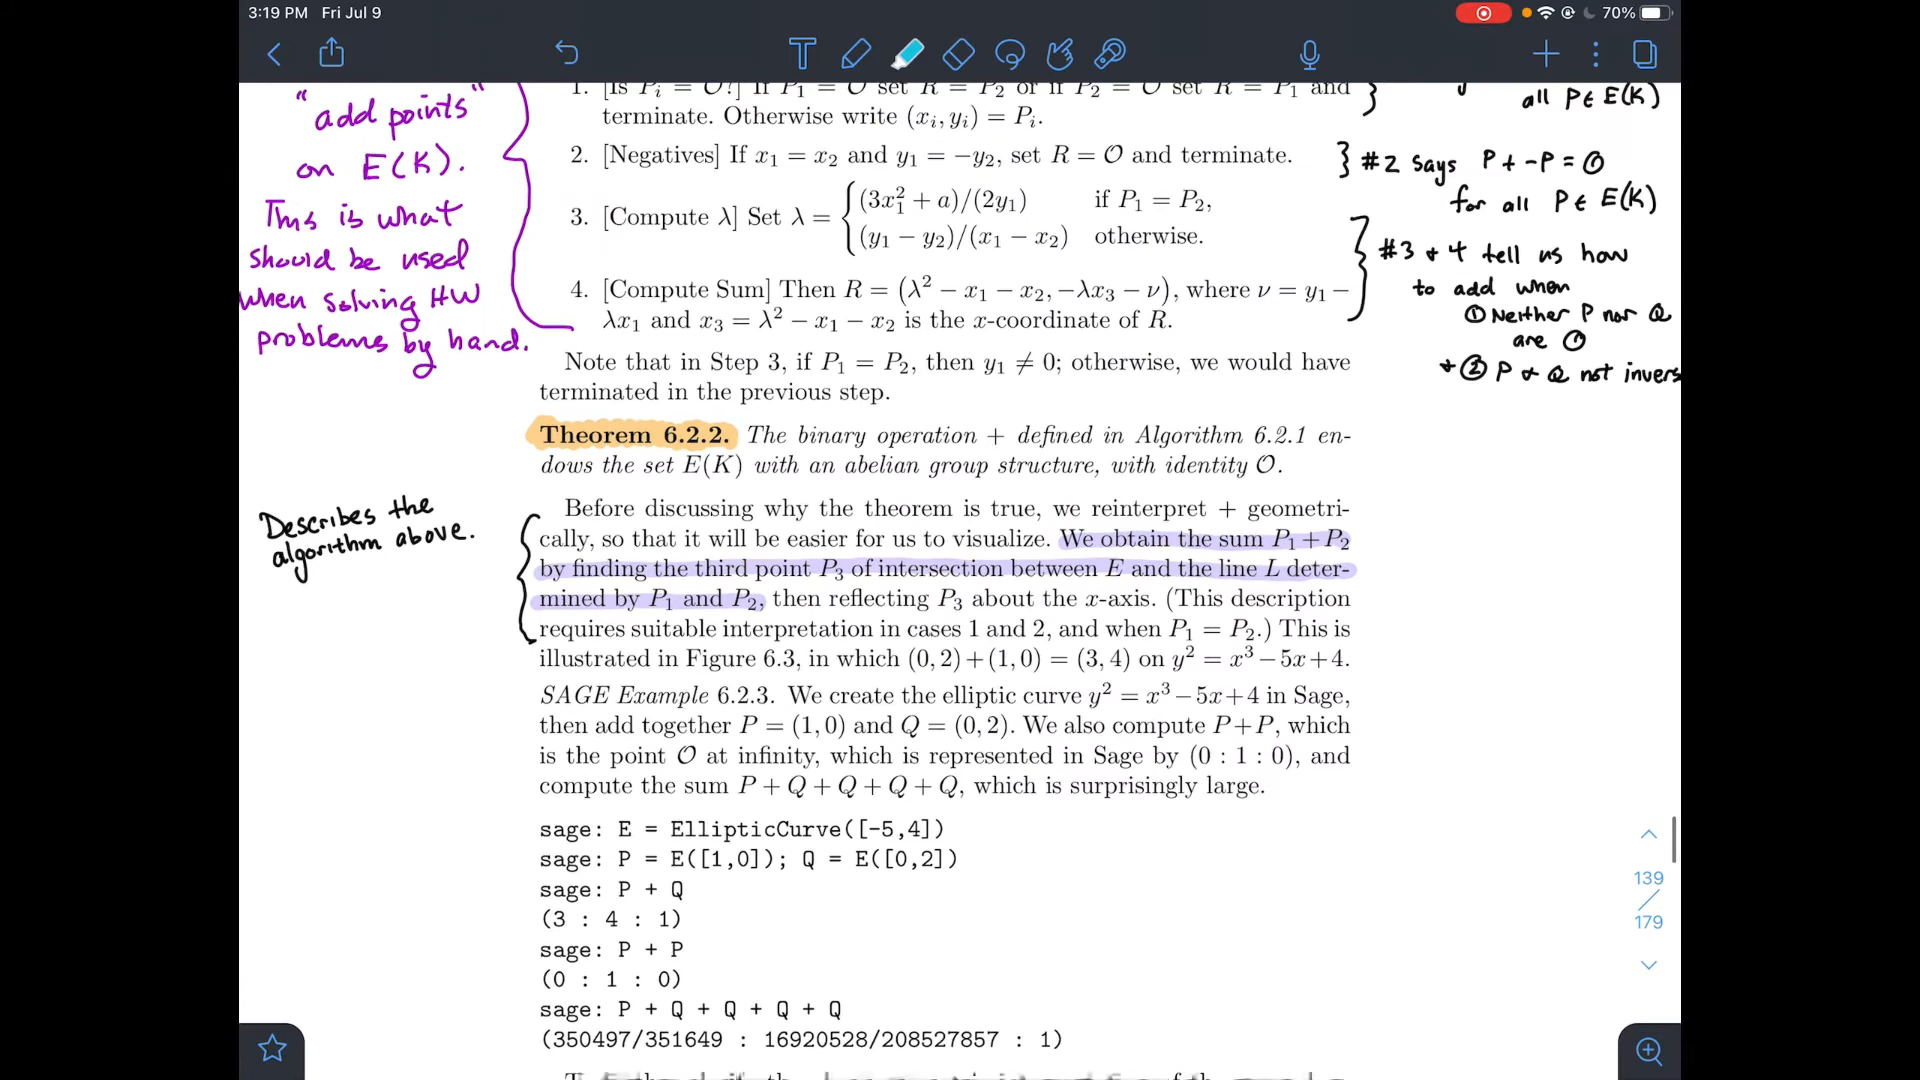 3:19 PM Fri Jul 9
70%
"add points"
on E(K).
This is what
should be used
when solving HW
problems by hand.
1. [Is Pᵢ = 𝒪?] If P₁ = 𝒪 set R = P₂ or if P₂ = 𝒪 set R = P₁ and
terminate. Otherwise write (xᵢ, yᵢ) = Pᵢ.
all P∈ E(K)
2. [Negatives] If x₁ = x₂ and y₁ = −y₂, set R = 𝒪 and terminate.
#2 says P + -P = 𝒪
for all P∈ E(K)
3. [Compute λ] Set λ = { (3x₁² + a)/(2y₁) if P₁ = P₂,
(y₁ − y₂)/(x₁ − x₂) otherwise.
4. [Compute Sum] Then R = (λ² − x₁ − x₂, −λx₃ − ν), where ν = y₁ −
λx₁ and x₃ = λ² − x₁ − x₂ is the x-coordinate of R.
#3 + 4 tell us how
to add when
① Neither P nor Q
are 𝒪
+ ② P + Q not invers
Note that in Step 3, if P₁ = P₂, then y₁ ≠ 0; otherwise, we would have
terminated in the previous step.
Theorem 6.2.2. The binary operation + defined in Algorithm 6.2.1 en-
dows the set E(K) with an abelian group structure, with identity 𝒪.
Describes the
algorithm above.
Before discussing why the theorem is true, we reinterpret + geometri-
cally, so that it will be easier for us to visualize. We obtain the sum P₁ + P₂
by finding the third point P₃ of intersection between E and the line L deter-
mined by P₁ and P₂, then reflecting P₃ about the x-axis. (This description
requires suitable interpretation in cases 1 and 2, and when P₁ = P₂.) This is
illustrated in Figure 6.3, in which (0, 2)+(1, 0) = (3, 4) on y² = x³ −5x+4.
SAGE Example 6.2.3. We create the elliptic curve y² = x³ −5x+4 in Sage,
then add together P = (1, 0) and Q = (0, 2). We also compute P+P, which
is the point 𝒪 at infinity, which is represented in Sage by (0 : 1 : 0), and
compute the sum P + Q + Q + Q + Q, which is surprisingly large.
sage: E = EllipticCurve([-5,4])
sage: P = E([1,0]); Q = E([0,2])
sage: P + Q
(3 : 4 : 1)
sage: P + P
(0 : 1 : 0)
sage: P + Q + Q + Q + Q
(350497/351649 : 16920528/208527857 : 1)
139
179